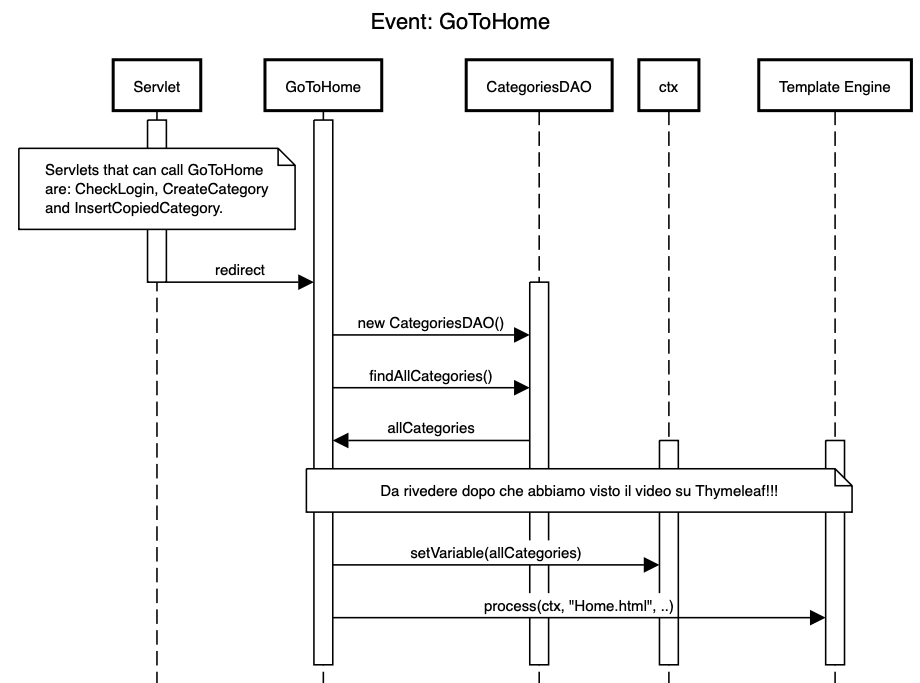 Event: GoToHome
Servlet
GoToHome
CategoriesDAO
ctx
Template Engine
Servlets that can call GoToHome
are: CheckLogin, CreateCategory
and InsertCopiedCategory.
redirect
new CategoriesDAO()
findAllCategories()
allCategories
Da rivedere dopo che abbiamo visto il video su Thymeleaf!!!
setVariable(allCategories)
process(ctx, "Home.html", ..)